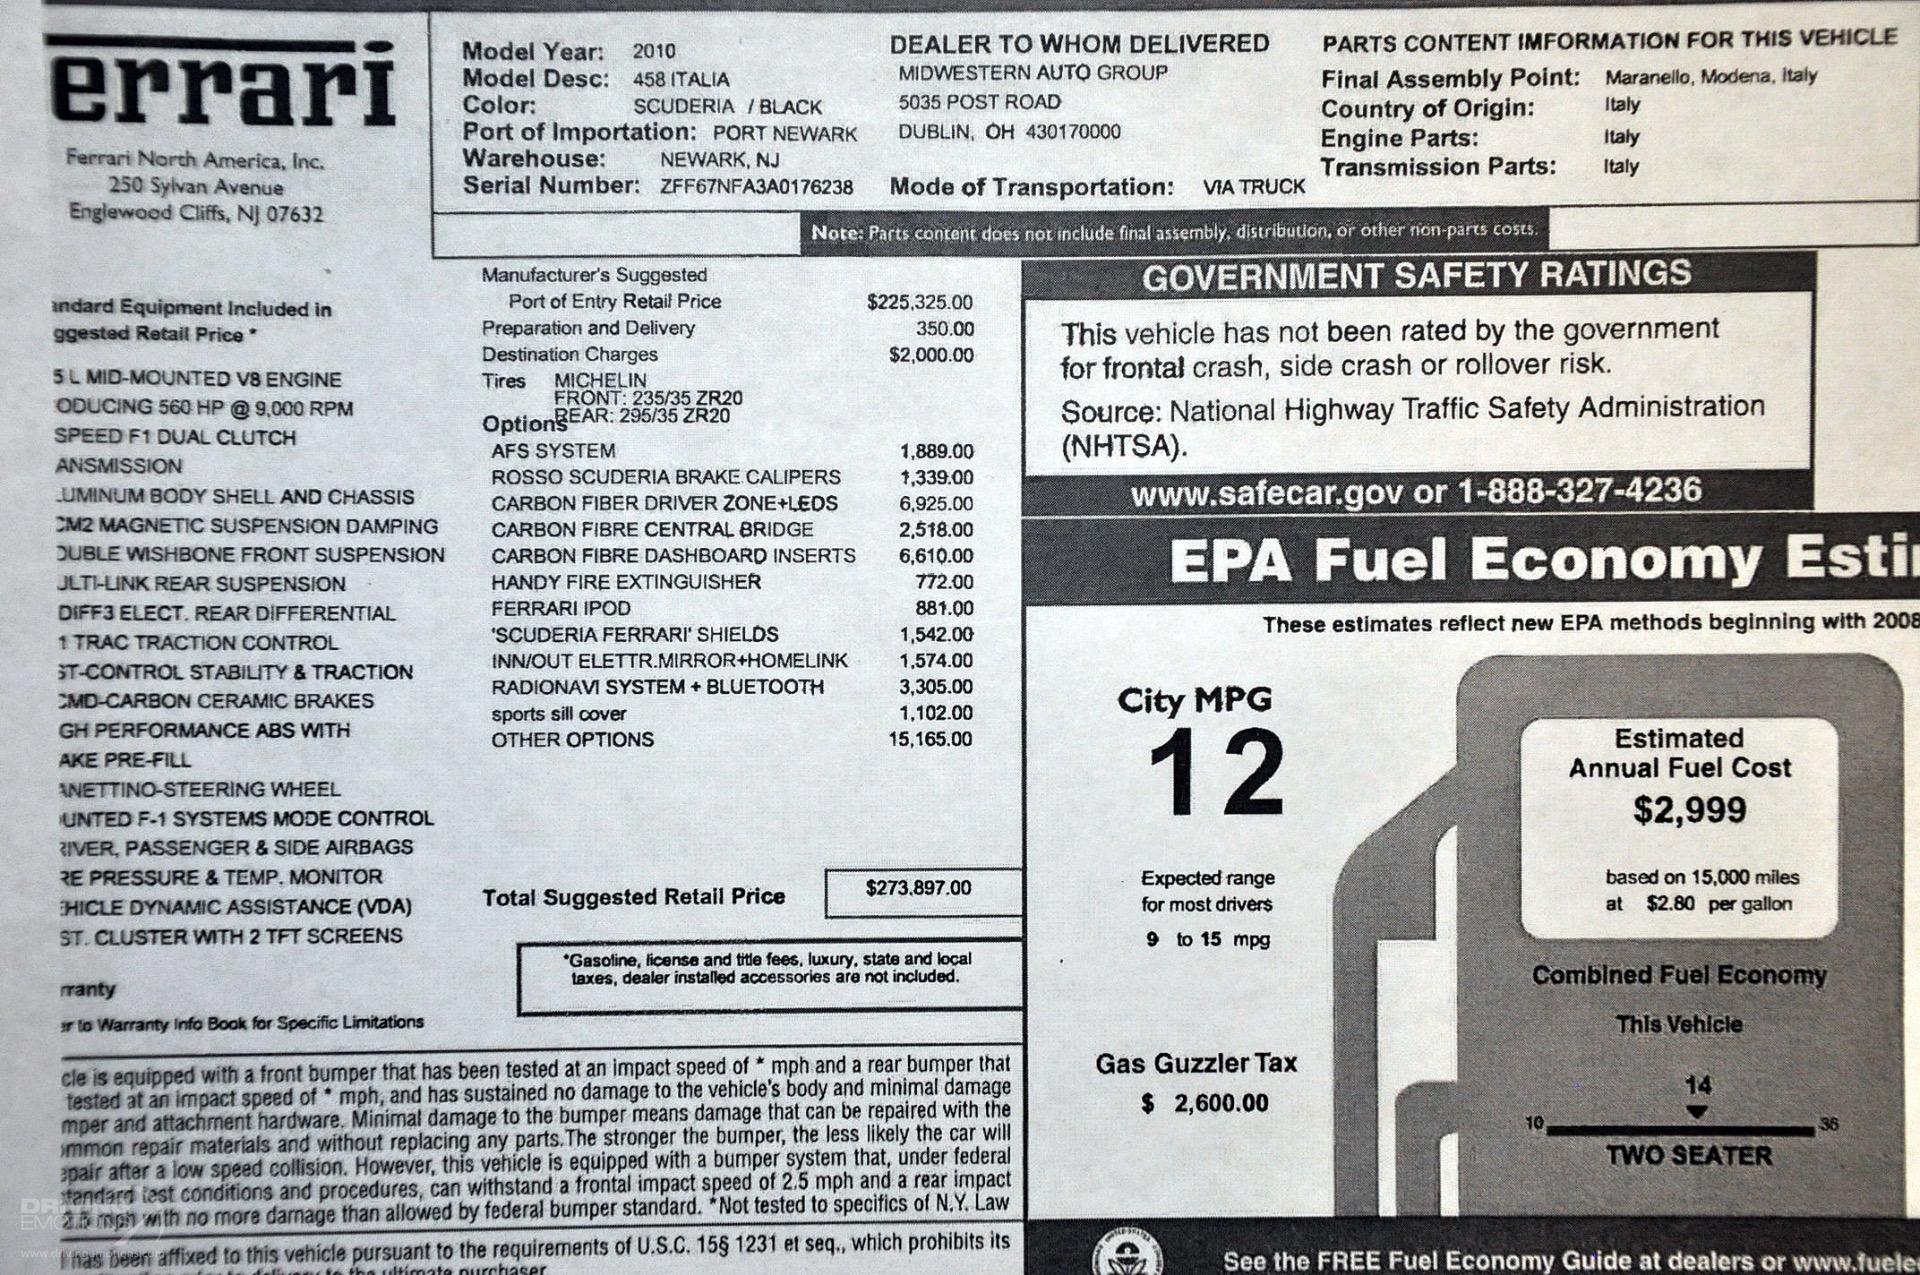 errari
Ferrari North America, Inc.
250 Sylvan Avenue
Englewood Cliffs, NJ 07632
Model Year: 2010
Model Desc: 458 ITALIA
Color: SCUDERIA / BLACK
Port of Importation: PORT NEWARK
Warehouse: NEWARK, NJ
Serial Number: ZFF67NFA3A0176238
DEALER TO WHOM DELIVERED
MIDWESTERN AUTO GROUP
5035 POST ROAD
DUBLIN, OH 430170000
Mode of Transportation: VIA TRUCK
PARTS CONTENT IMFORMATION FOR THIS VEHICLE
Final Assembly Point: Maranello, Modena, Italy
Country of Origin: Italy
Engine Parts: Italy
Transmission Parts: Italy
Note: Parts content does not include final assembly, distribution, or other non-parts costs.
andard Equipment Included in
ggested Retail Price *
5 L MID-MOUNTED V8 ENGINE
ODUCING 560 HP @ 9,000 RPM
SPEED F1 DUAL CLUTCH
ANSMISSION
LUMINUM BODY SHELL AND CHASSIS
CM2 MAGNETIC SUSPENSION DAMPING
OUBLE WISHBONE FRONT SUSPENSION
ULTI-LINK REAR SUSPENSION
DIFF3 ELECT. REAR DIFFERENTIAL
1 TRAC TRACTION CONTROL
ST-CONTROL STABILITY & TRACTION
CMD-CARBON CERAMIC BRAKES
GH PERFORMANCE ABS WITH
AKE PRE-FILL
ANETTINO-STEERING WHEEL
UNTED F-1 SYSTEMS MODE CONTROL
RIVER, PASSENGER & SIDE AIRBAGS
RE PRESSURE & TEMP. MONITOR
EHICLE DYNAMIC ASSISTANCE (VDA)
ST. CLUSTER WITH 2 TFT SCREENS
rranty
er to Warranty Info Book for Specific Limitations
Manufacturer's Suggested
Port of Entry Retail Price $225,325.00
Preparation and Delivery 350.00
Destination Charges $2,000.00
Tires MICHELIN
FRONT: 235/35 ZR20
REAR: 295/35 ZR20
Options
AFS SYSTEM 1,889.00
ROSSO SCUDERIA BRAKE CALIPERS 1,339.00
CARBON FIBER DRIVER ZONE+LEDS 6,925.00
CARBON FIBRE CENTRAL BRIDGE 2,518.00
CARBON FIBRE DASHBOARD INSERTS 6,610.00
HANDY FIRE EXTINGUISHER 772.00
FERRARI IPOD 881.00
'SCUDERIA FERRARI' SHIELDS 1,542.00
INN/OUT ELETTR.MIRROR+HOMELINK 1,574.00
RADIONAVI SYSTEM + BLUETOOTH 3,305.00
sports sill cover 1,102.00
OTHER OPTIONS 15,165.00
Total Suggested Retail Price $273,897.00
*Gasoline, license and title fees, luxury, state and local
taxes, dealer installed accessories are not included.
cle is equipped with a front bumper that has been tested at an impact speed of * mph and a rear bumper that
tested at an impact speed of * mph, and has sustained no damage to the vehicle's body and minimal damage
mper and attachment hardware. Minimal damage to the bumper means damage that can be repaired with the
ommon repair materials and without replacing any parts.The stronger the bumper, the less likely the car will
epair after a low speed collision. However, this vehicle is equipped with a bumper system that, under federal
standard test conditions and procedures, can withstand a frontal impact speed of 2.5 mph and a rear impact
2.5 mph with no more damage than allowed by federal bumper standard. *Not tested to specifics of N.Y. Law
has been affixed to this vehicle pursuant to the requirements of U.S.C. 15§ 1231 et seq., which prohibits its
to the ultimate purchaser
GOVERNMENT SAFETY RATINGS
This vehicle has not been rated by the government
for frontal crash, side crash or rollover risk.
Source: National Highway Traffic Safety Administration
(NHTSA).
www.safecar.gov or 1-888-327-4236
EPA Fuel Economy Esti
These estimates reflect new EPA methods beginning with 2008
City MPG
12
Expected range
for most drivers
9 to 15 mpg
Gas Guzzler Tax
$ 2,600.00
Estimated
Annual Fuel Cost
$2,999
based on 15,000 miles
at $2.80 per gallon
Combined Fuel Economy
This Vehicle
14
10 36
TWO SEATER
See the FREE Fuel Economy Guide at dealers or www.fuele